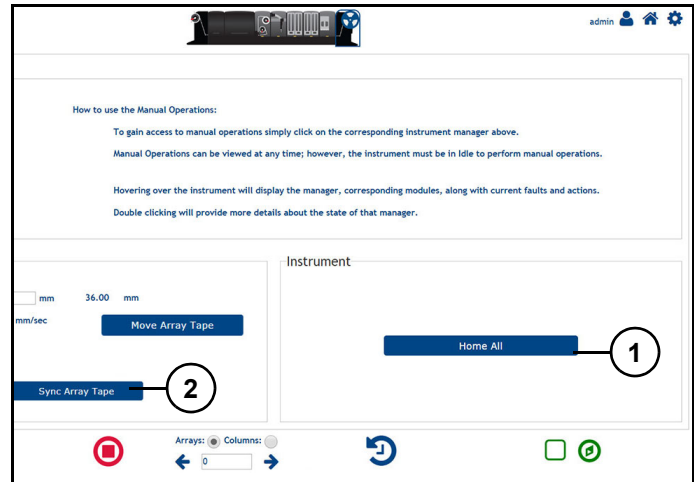 admin
How to use the Manual Operations:
To gain access to manual operations simply click on the corresponding instrument manager above.
Manual Operations can be viewed at any time; however, the instrument must be in Idle to perform manual operations.
Hovering over the instrument will display the manager, corresponding modules, along with current faults and actions.
Double clicking will provide more details about the state of that manager.
Instrument
mm 36.00 mm
mm/sec Move Array Tape
Home All
1
Sync Array Tape
2
Arrays: Columns:
0